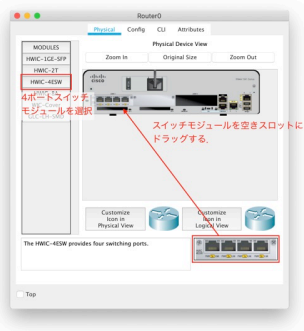 Router0
Physical Config CLI Attributes
MODULES
HWIC-1GE-SFP
HWIC-2T
HWIC-4ESW
4ポートスイッチ
モジュールを選択
Physical Device View
Zoom In Original Size Zoom Out
スイッチモジュールを空きスロットに
ドラッグする.
Customize
Icon in
Physical View
Customize
Icon in
Logical View
The HWIC-4ESW provides four switching ports.
Top